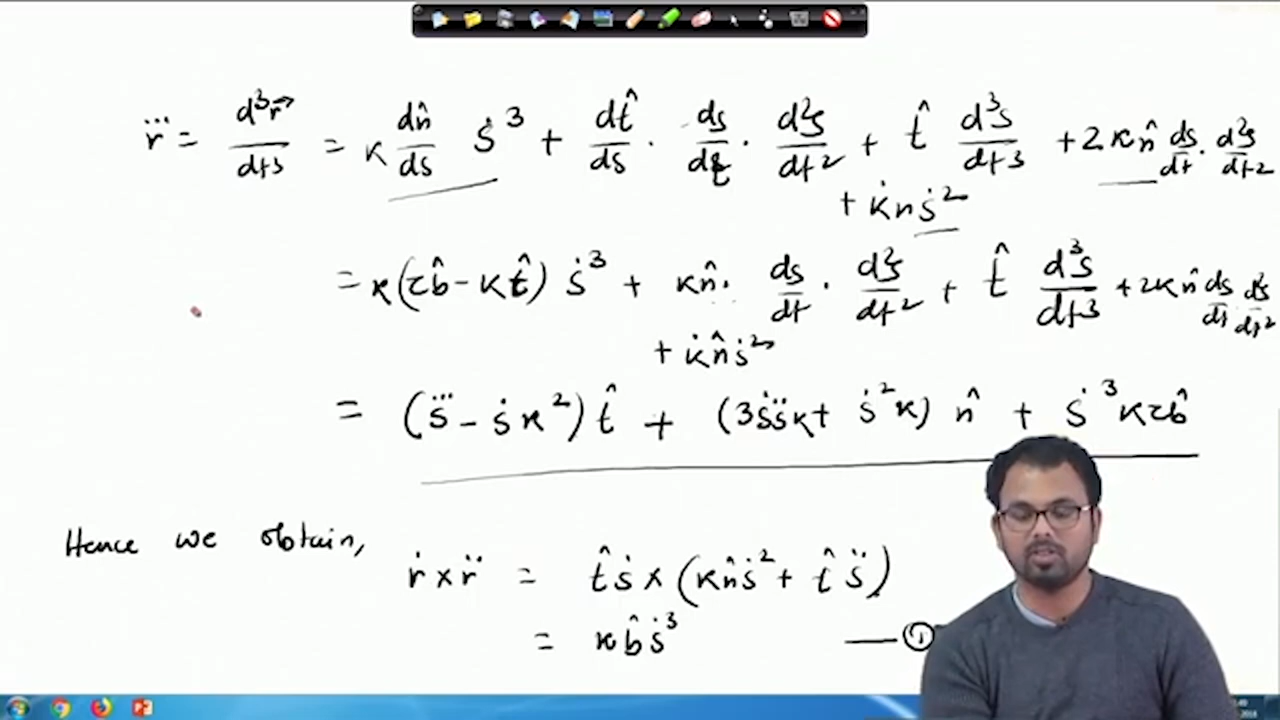 r⃛ = d³r⃗/dt³ = κ dn̂/ds ṡ³ + dt̂/ds · ds/dt · d²s/dt² + t̂ d³s/dt³ + 2κn̂ ds/dt · d²s/dt²
+ κ̇nṡ²
= κ(τb̂ - κt̂) ṡ³ + κn̂ · ds/dt · d²s/dt² + t̂ d³s/dt³ + 2κn̂ ds/dt d²s/dt²
+ κ̇n̂ṡ²
= (s⃛ - ṡκ²) t̂ + (3ṡs̈κ + ṡ²κ) n̂ + ṡ³κτb̂
Hence we obtain,
ṙ × r̈ = t̂ṡ × (κn̂ṡ² + t̂s̈)
= κb̂ṡ³ — ①